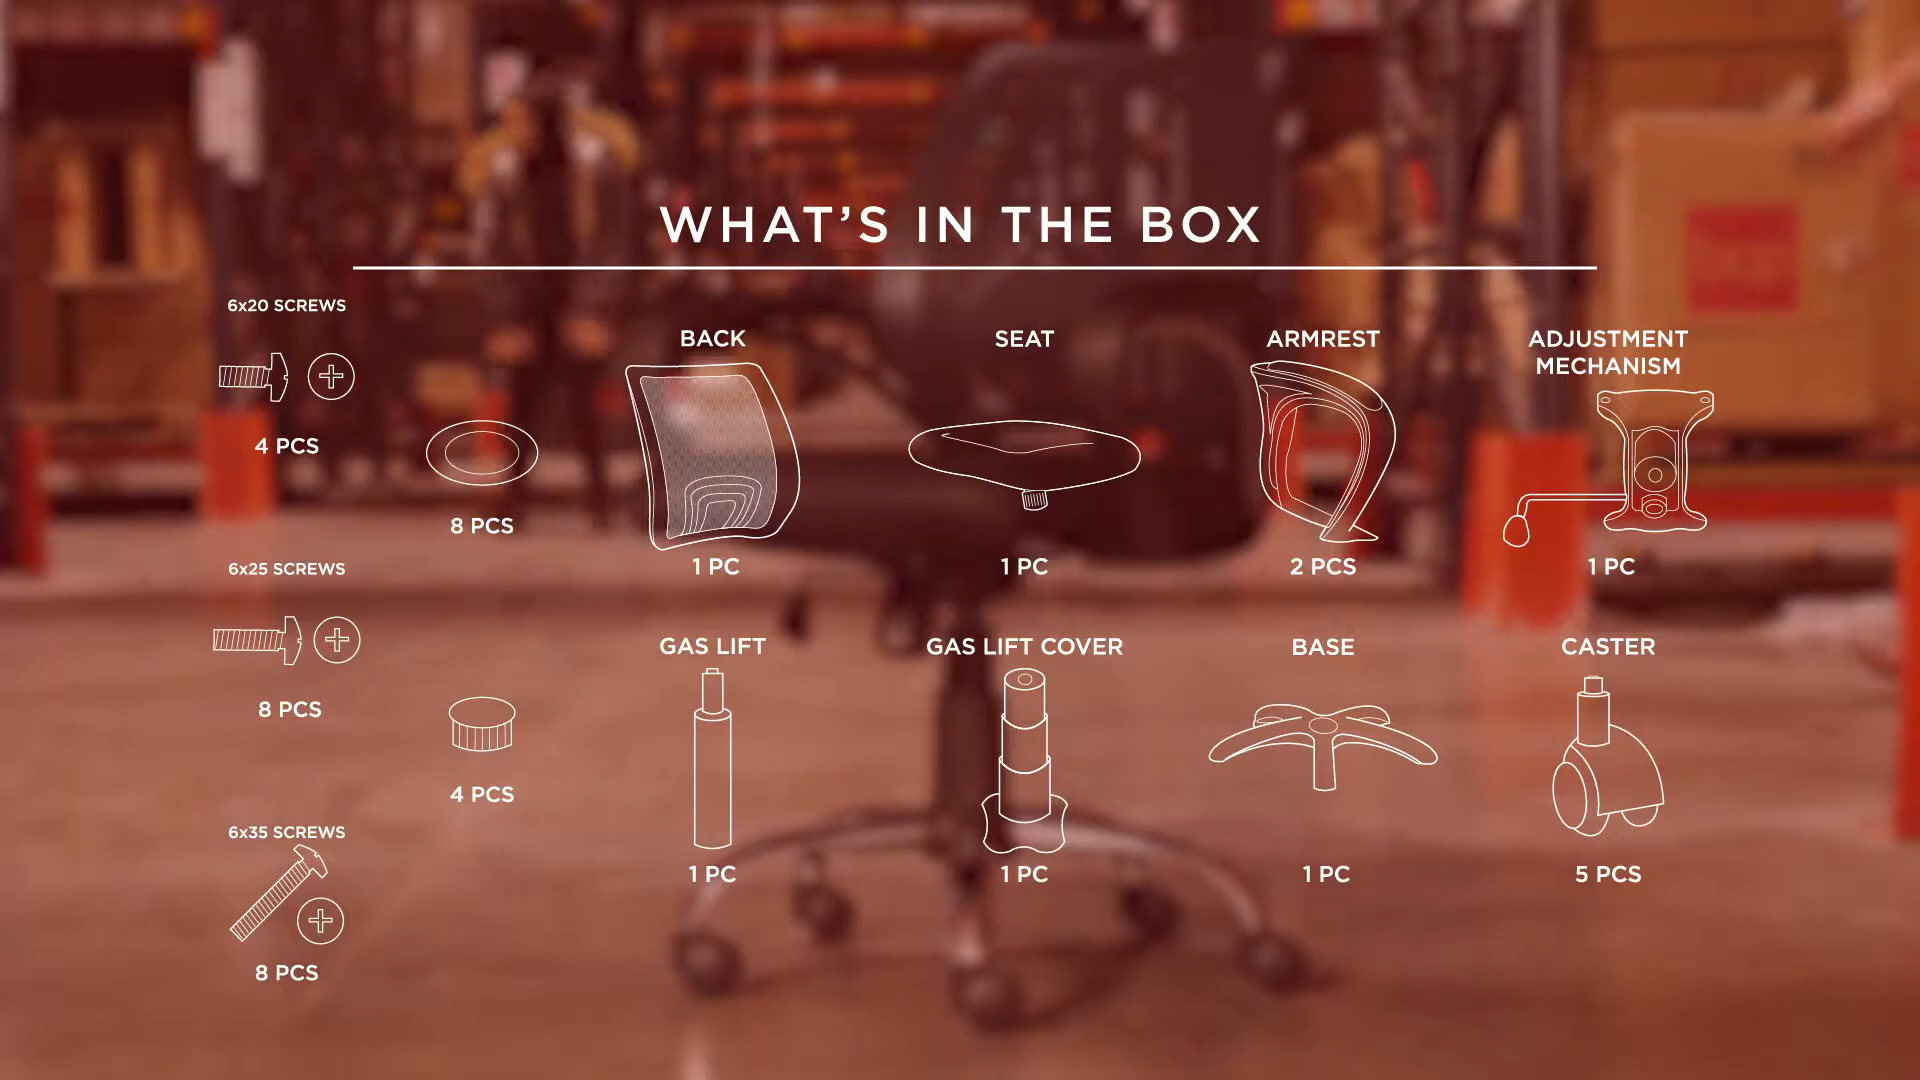 WHAT'S IN THE BOX
6x20 SCREWS
4 PCS
8 PCS
6x25 SCREWS
8 PCS
4 PCS
6x35 SCREWS
8 PCS
BACK
1 PC
SEAT
1 PC
ARMREST
2 PCS
ADJUSTMENT
MECHANISM
1 PC
GAS LIFT
1 PC
GAS LIFT COVER
1 PC
BASE
1 PC
CASTER
5 PCS